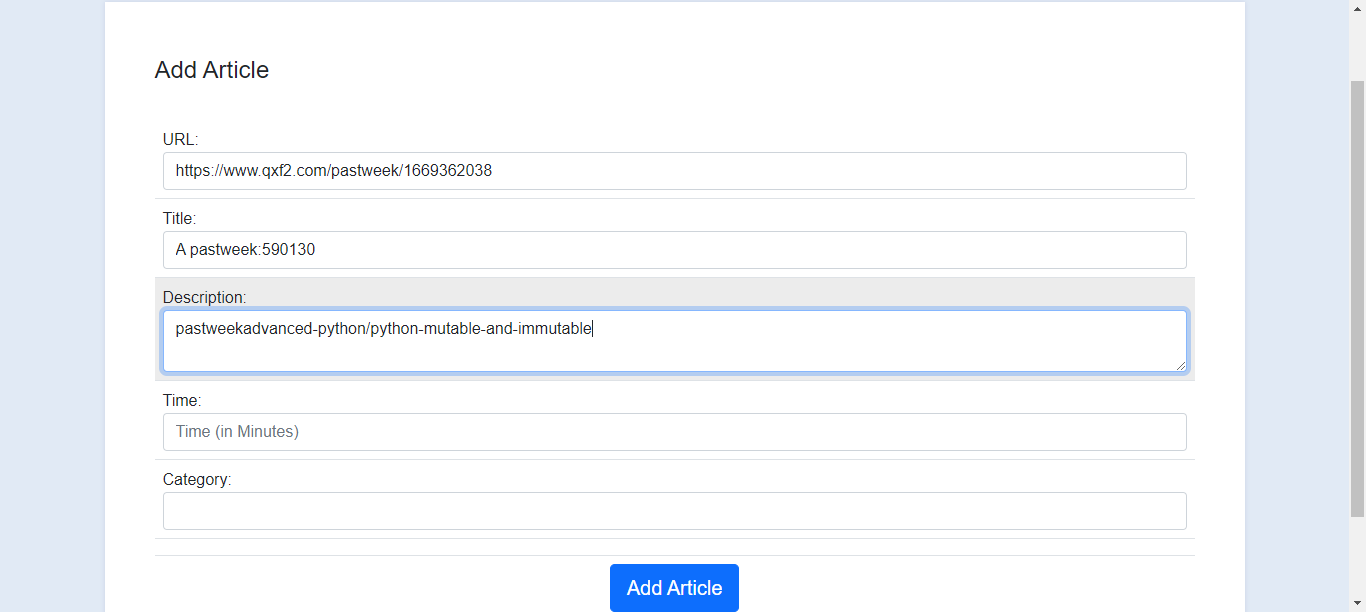 Add Article
URL:
https://www.qxf2.com/pastweek/1669362038
Title:
A pastweek:590130
Description:
pastweekadvanced-python/python-mutable-and-immutable
Time:
Time (in Minutes)
Category:
Add Article